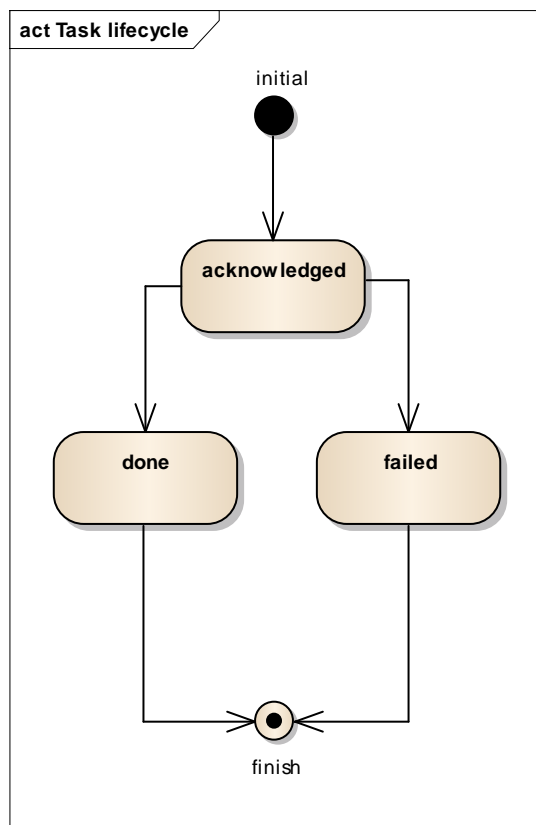 act Task lifecycle
initial
acknowledged
done
failed
finish